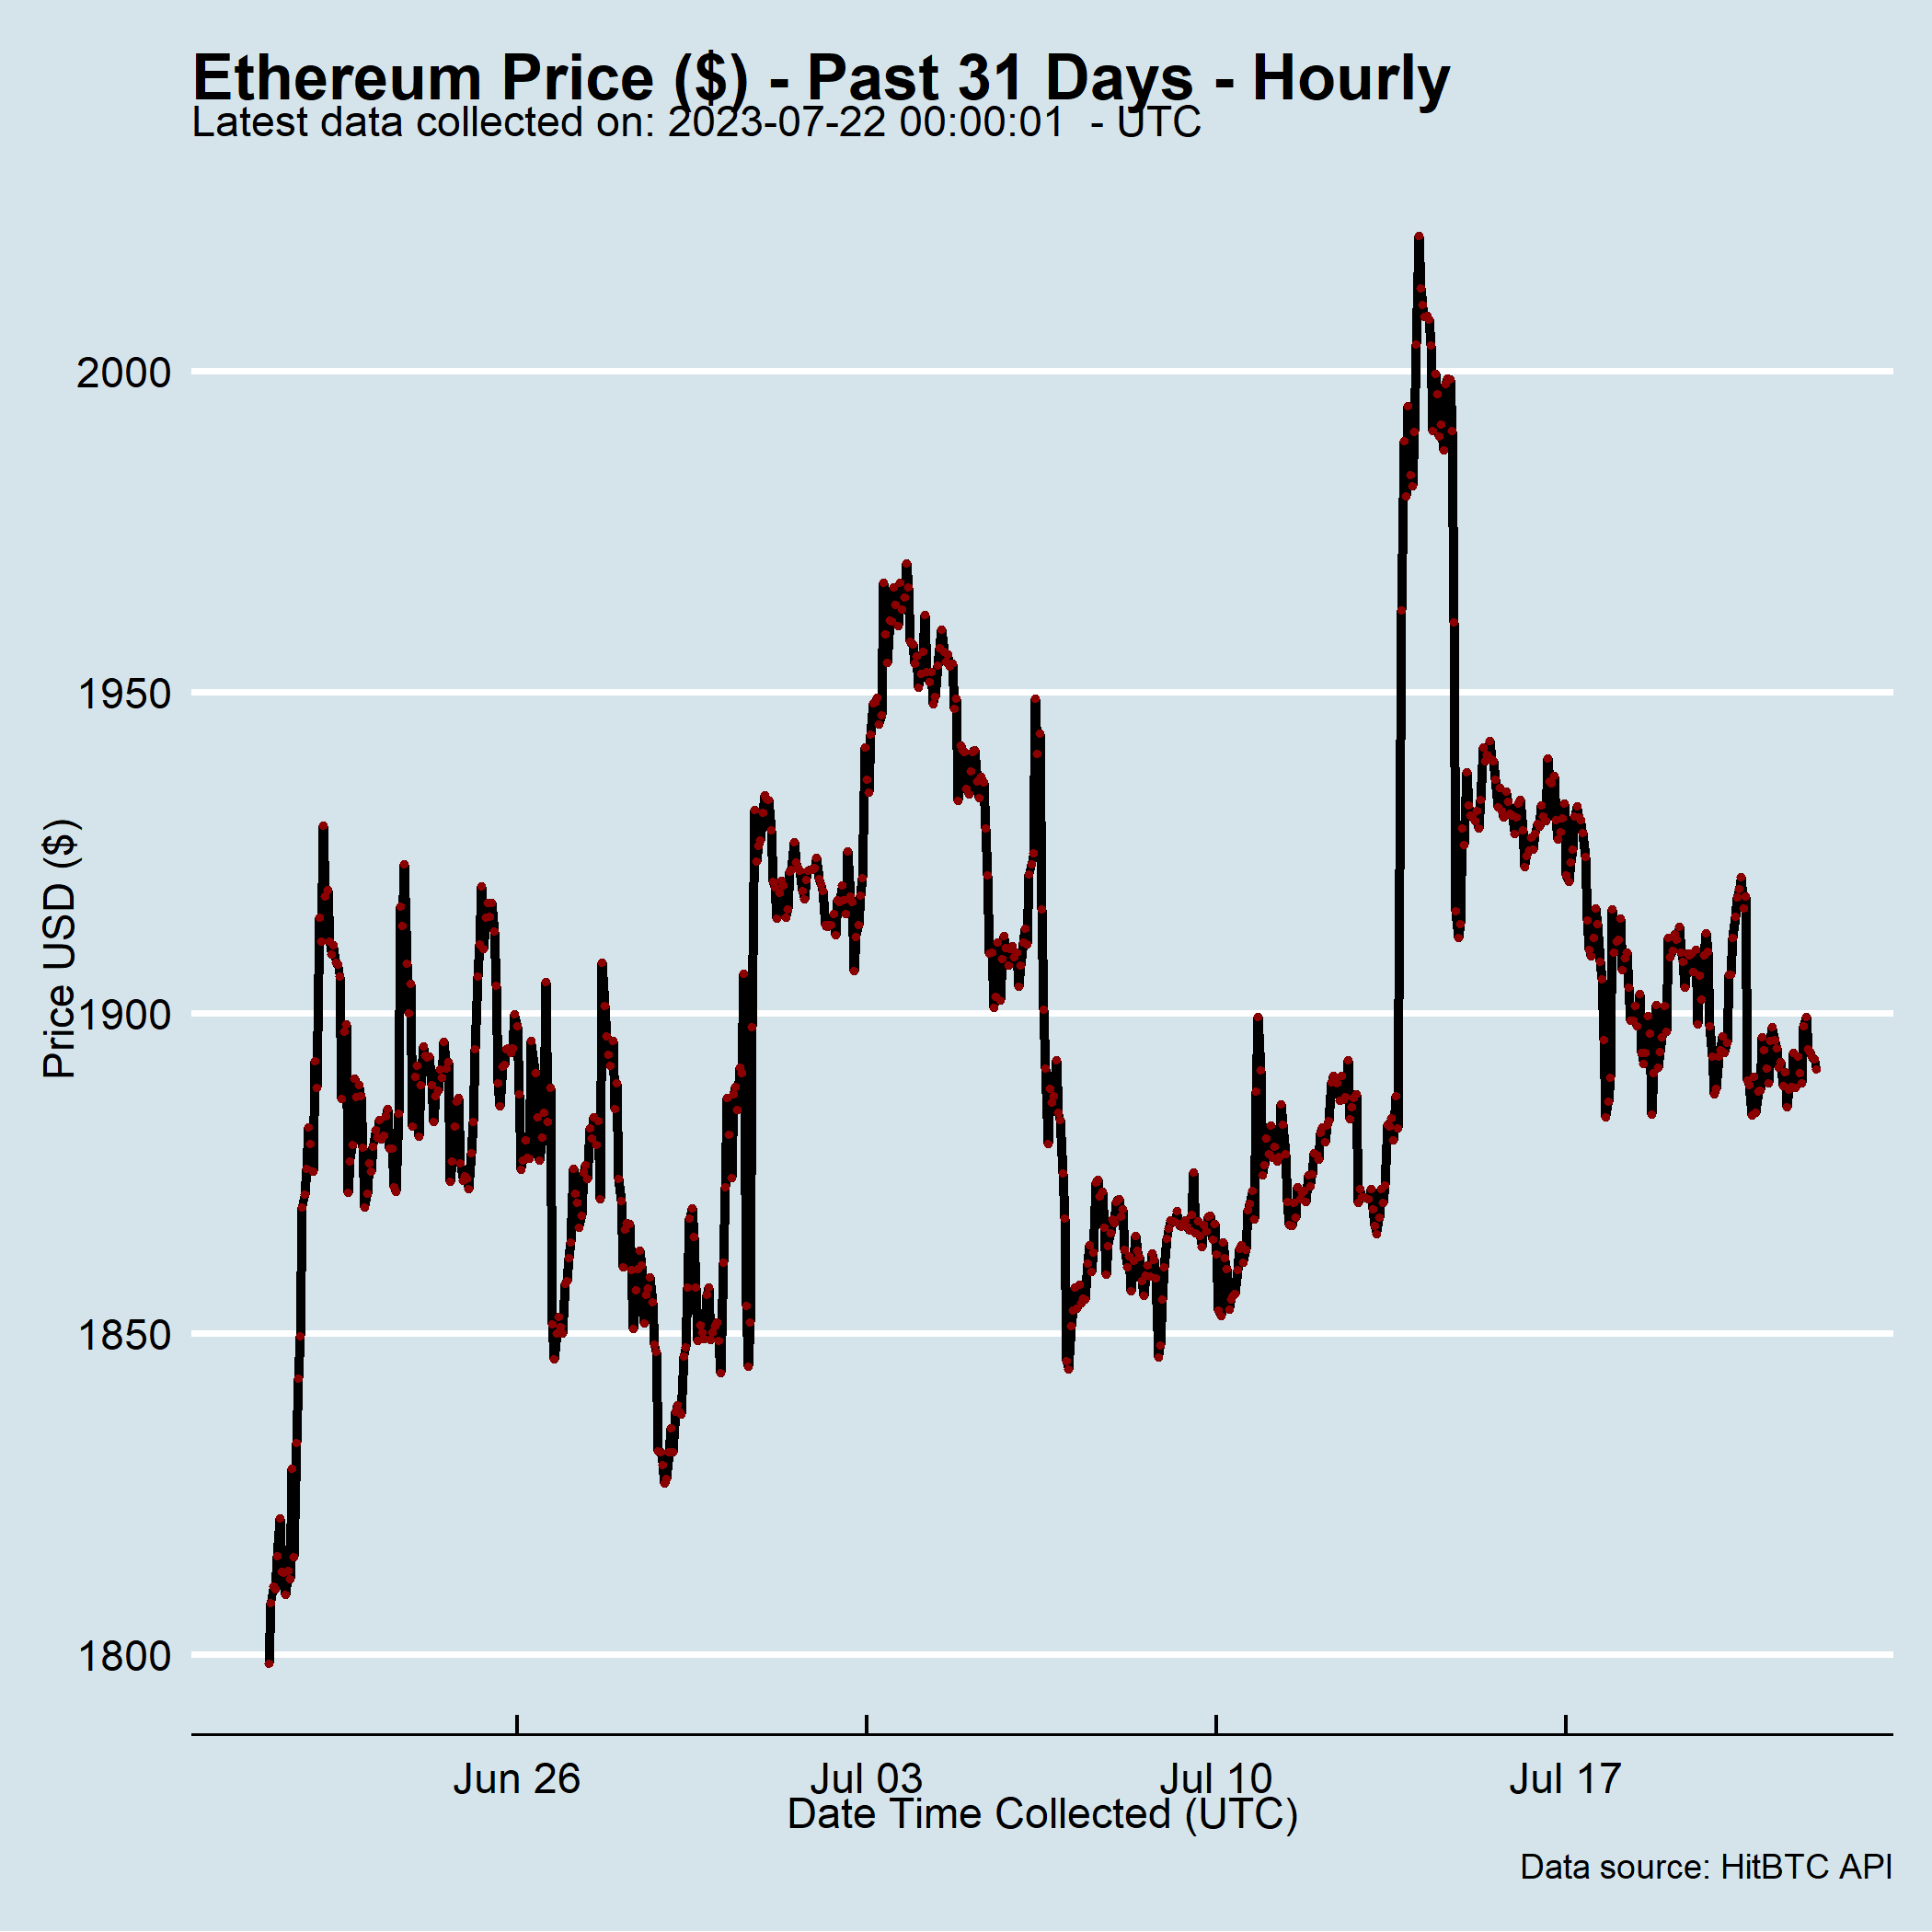 Ethereum Price ($) - Past 31 Days - Hourly
Latest data collected on: 2023-07-22 00:00:01  - UTC
Price USD ($)
2000
1950
1900
1850
1800
Jun 26
Jul 03
Jul 10
Jul 17
Date Time Collected (UTC)
Data source: HitBTC API